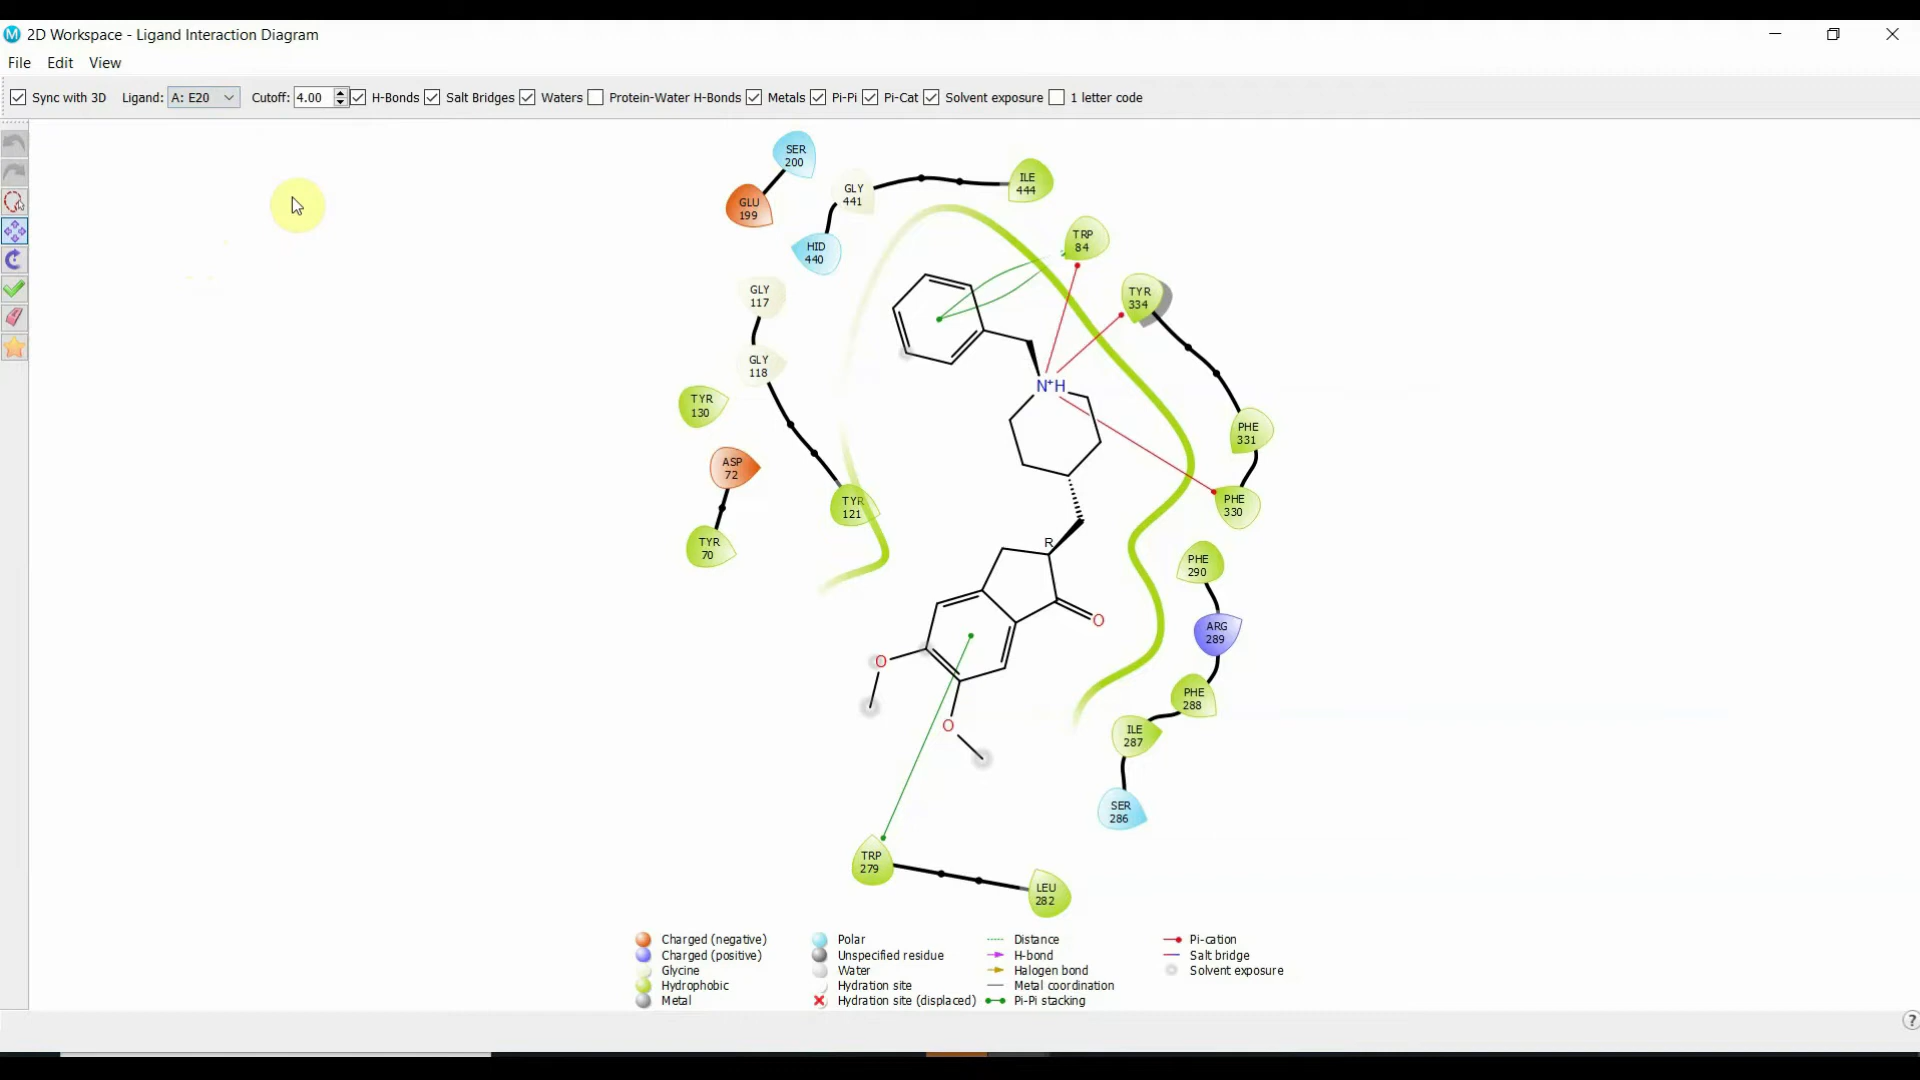 2D Workspace - Ligand Interaction Diagram
File Edit View
Sync with 3D Ligand: A: E20 Cutoff: 4.00 H-Bonds Salt Bridges Waters Protein-Water H-Bonds Metals Pi-Pi Pi-Cat Solvent exposure 1 letter code
SER
200
GLU
199
GLY
441
ILE
444
HID
440
TRP
84
GLY
117
TYR
334
GLY
118
N+H
TYR
130
PHE
331
ASP
72
TYR
121
PHE
330
TYR
70
R
PHE
290
O
ARG
289
O
PHE
288
O
ILE
287
SER
286
TRP
279
LEU
282
Charged (negative)
Charged (positive)
Glycine
Hydrophobic
Metal
Polar
Unspecified residue
Water
Hydration site
Hydration site (displaced)
Distance
H-bond
Halogen bond
Metal coordination
Pi-Pi stacking
Pi-cation
Salt bridge
Solvent exposure